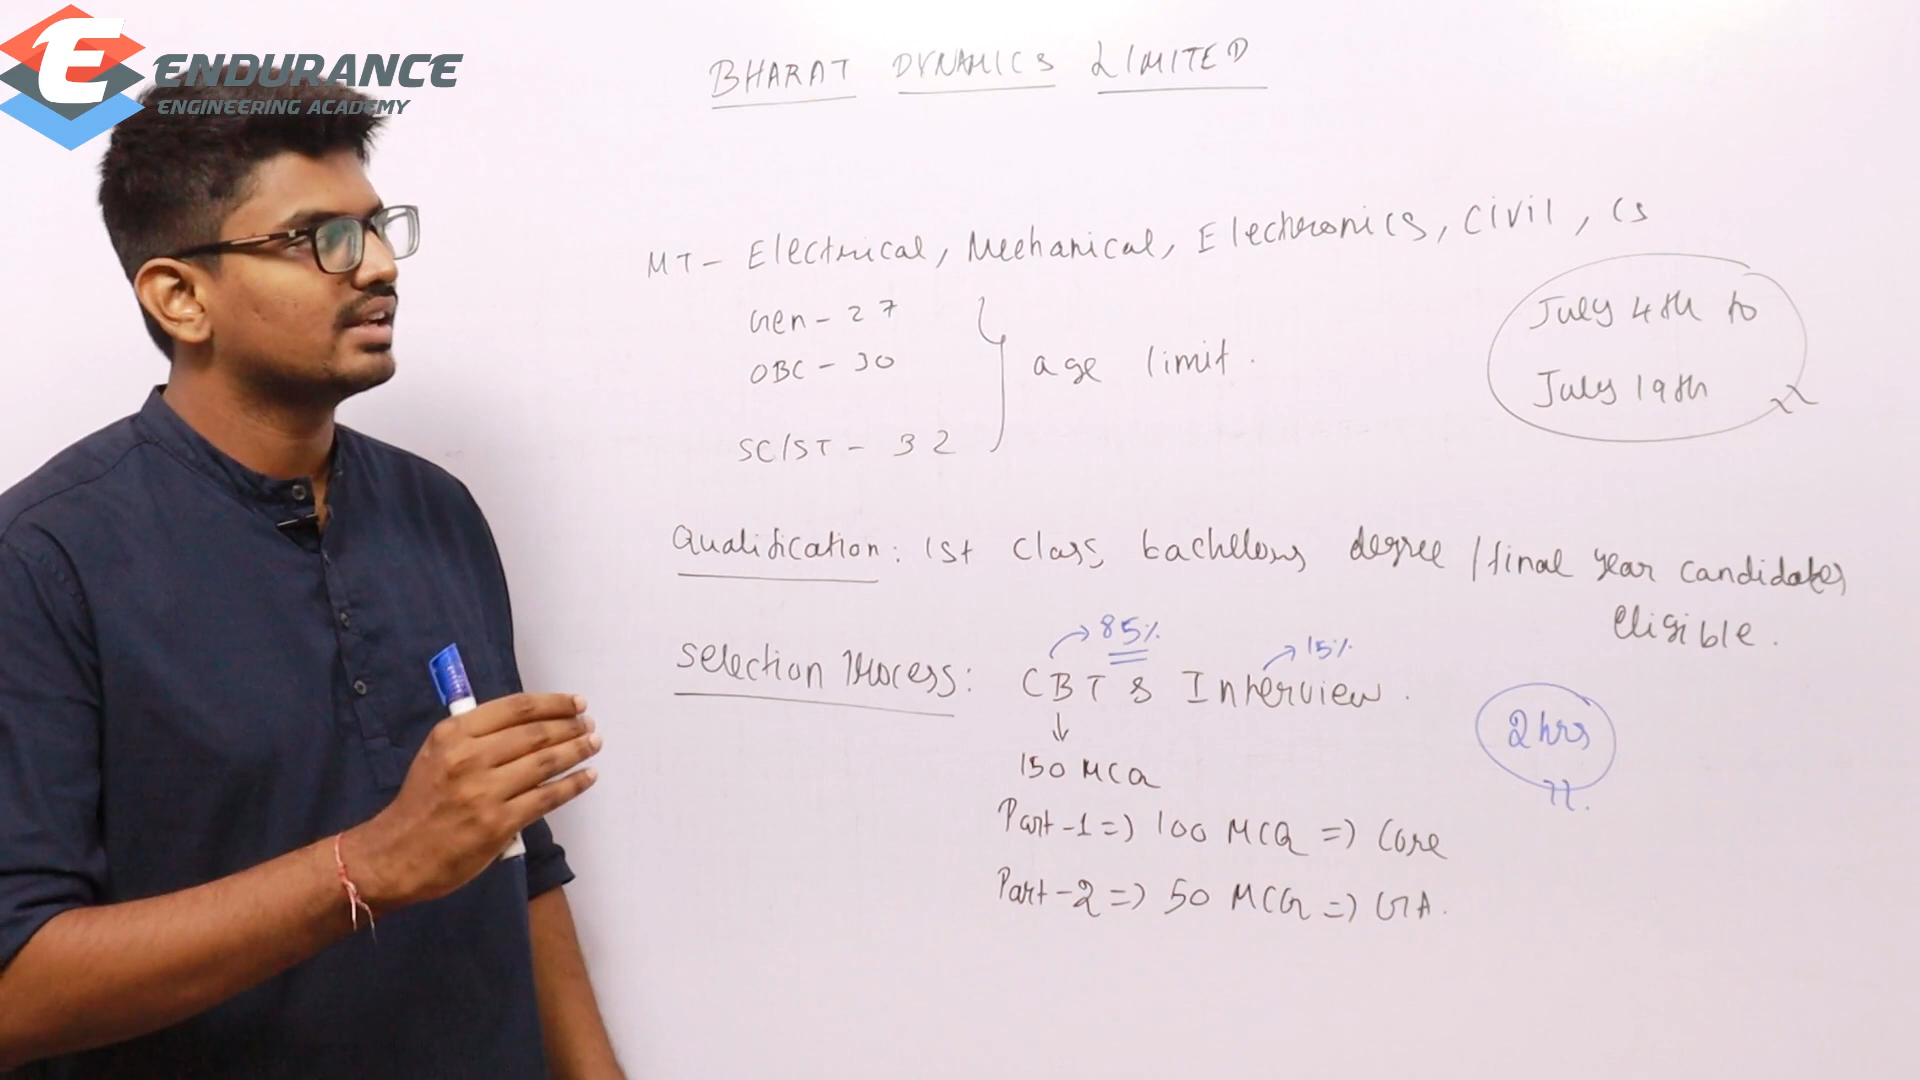 ENDURANCE
ENGINEERING ACADEMY
BHARAT DYNAMICS LIMITED
MT - Electrical, Mechanical, Electronics, Civil, CS
Gen - 27
OBC - 30
SC/ST - 32
age limit.
July 4th to
July 19th
Qualification: 1st class bachelors degree / final year candidates
eligible.
85%
15%
Selection Process: CBT & Interview.
2 hrs
150 MCQ
Part-1 => 100 MCQ => Core
Part-2 => 50 MCQ => GA.